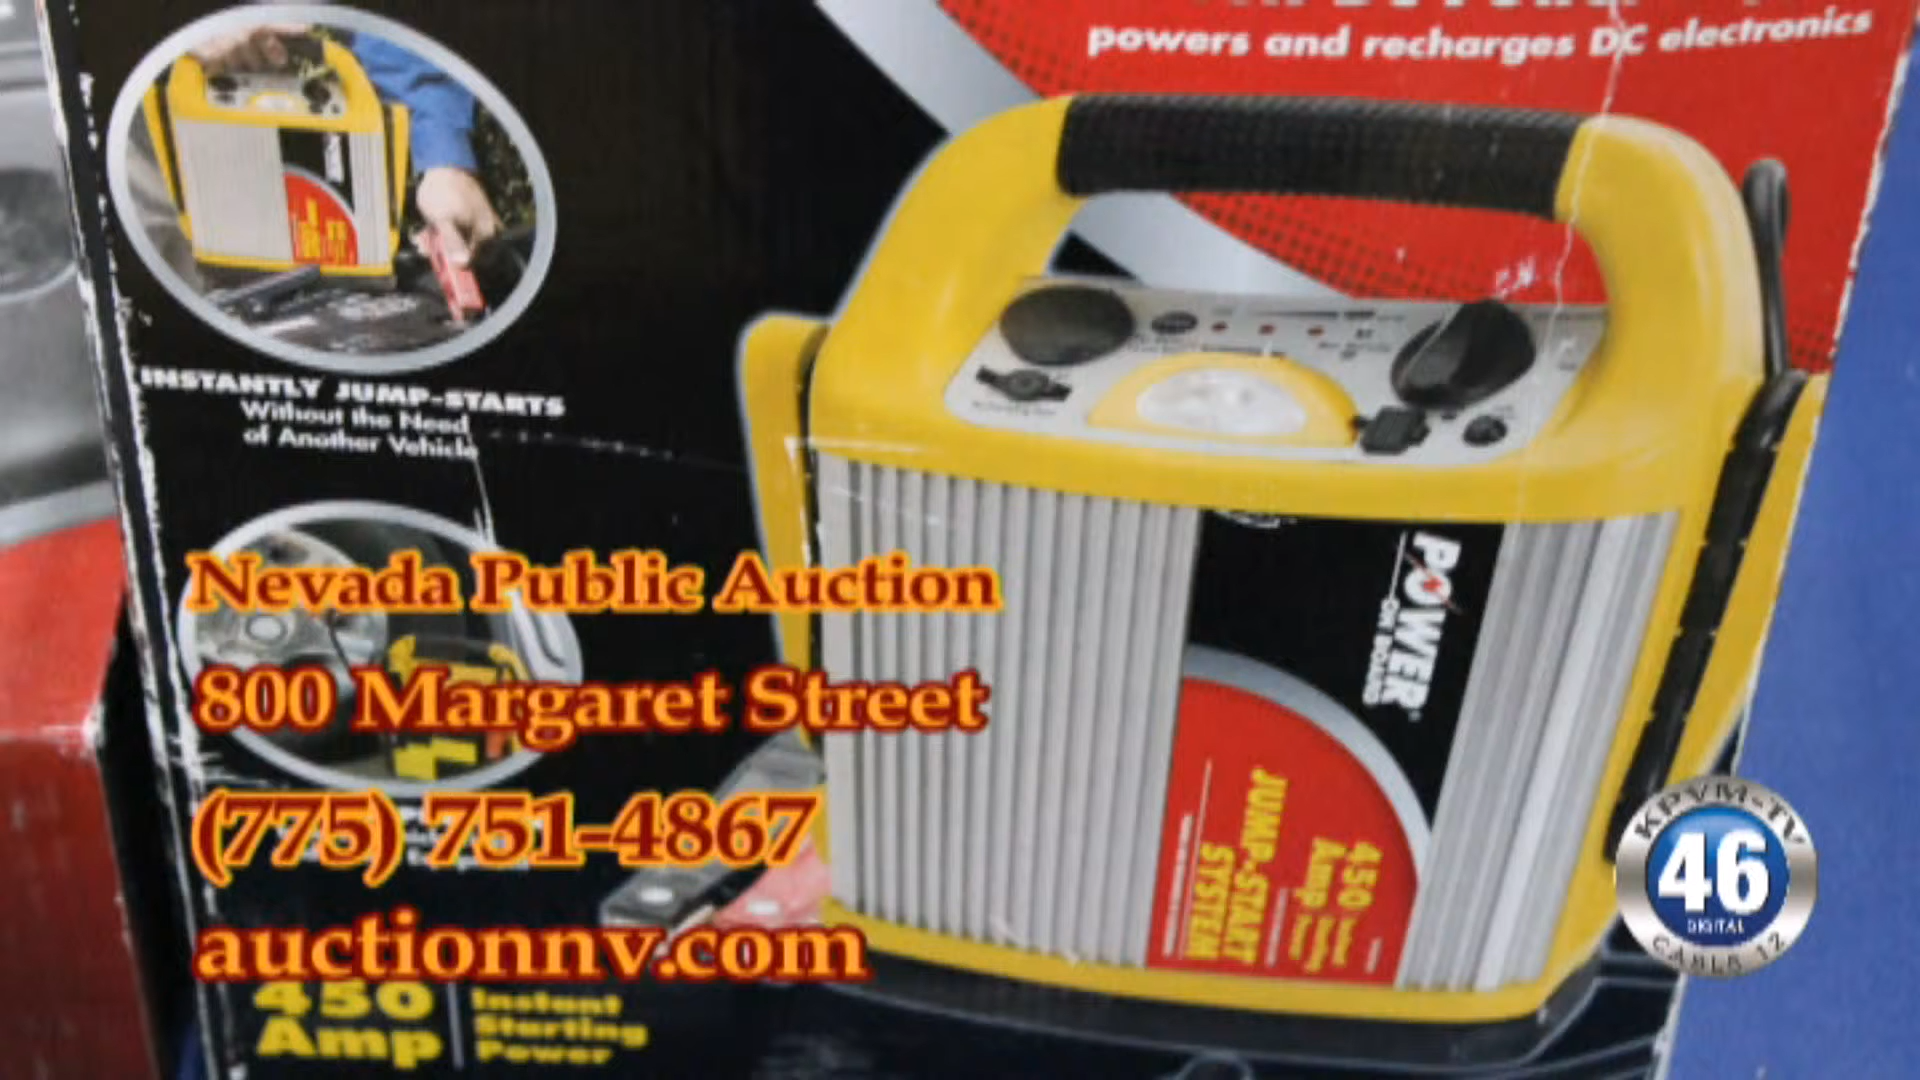 powers and recharges DC electronics
INSTANTLY JUMP-STARTS
Without the Need
of Another Vehicle
POWER
ON BOARD
450
Amp
JUMP-START
SYSTEM
Nevada Public Auction
800 Margaret Street
(775) 751-4867
auctionnv.com
450
Amp
Instant
Starting
Power
KPVM-TV
46
DIGITAL
CABLE 12